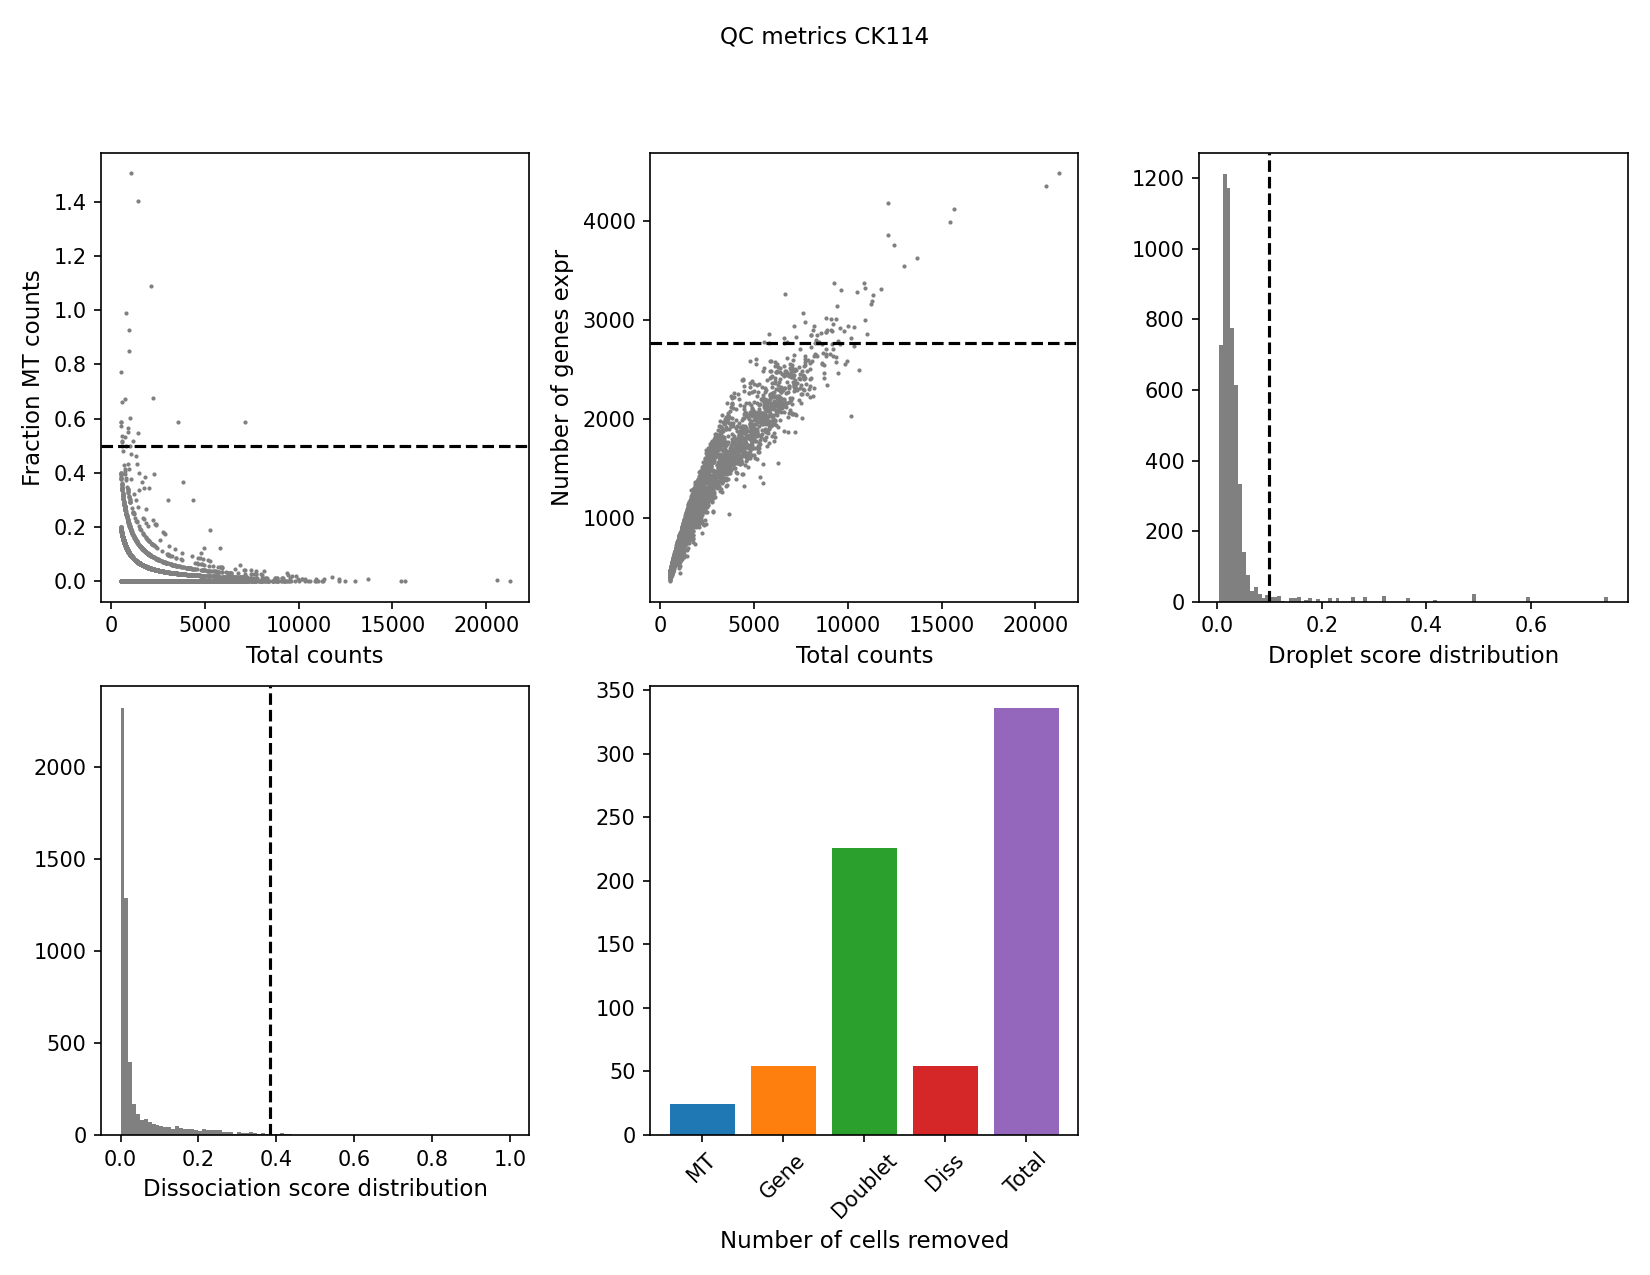 QC metrics CK114
Fraction MT counts
1.4
1.2
1.0
0.8
0.6
0.4
0.2
0.0
0 5000 10000 15000 20000
Total counts
Number of genes expr
4000
3000
2000
1000
0 5000 10000 15000 20000
Total counts
1200
1000
800
600
400
200
0
0.0 0.2 0.4 0.6
Droplet score distribution
2000
1500
1000
500
0
0.0 0.2 0.4 0.6 0.8 1.0
Dissociation score distribution
350
300
250
200
150
100
50
0
MT Gene Doublet Diss Total
Number of cells removed